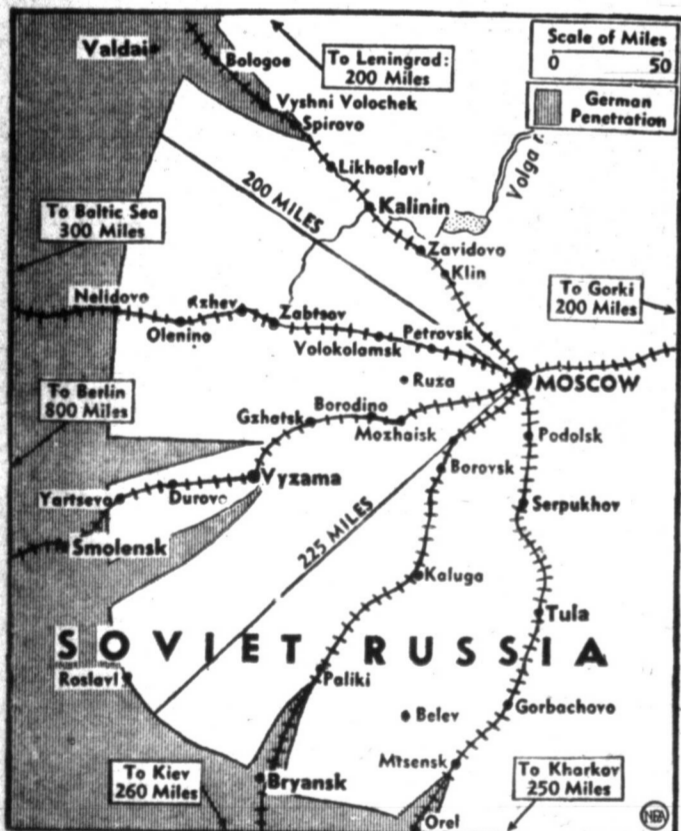 Valdai
Bologoe
To Leningrad:
200 Miles
Scale of Miles
0 50
German
Penetration
Vyshni Volochek
Spirovo
Likhoslavl
Volga r.
200 MILES
Kalinin
To Baltic Sea
300 Miles
Zavidovo
Klin
To Gorki
200 Miles
Nelidovo
Rzhev
Zabtsov
Olenino
Volokolamsk
Petrovsk
MOSCOW
Ruza
To Berlin
800 Miles
Gzhatsk
Borodino
Mozhaisk
Podolsk
Borovsk
Vyzama
Yartsevo
Durovo
Serpukhov
Smolensk
225 MILES
Kaluga
Tula
SOVIET RUSSIA
Roslavl
Paliki
Belev
Gorbachovo
Mtsensk
To Kiev
260 Miles
Bryansk
To Kharkov
250 Miles
Orel
NEA